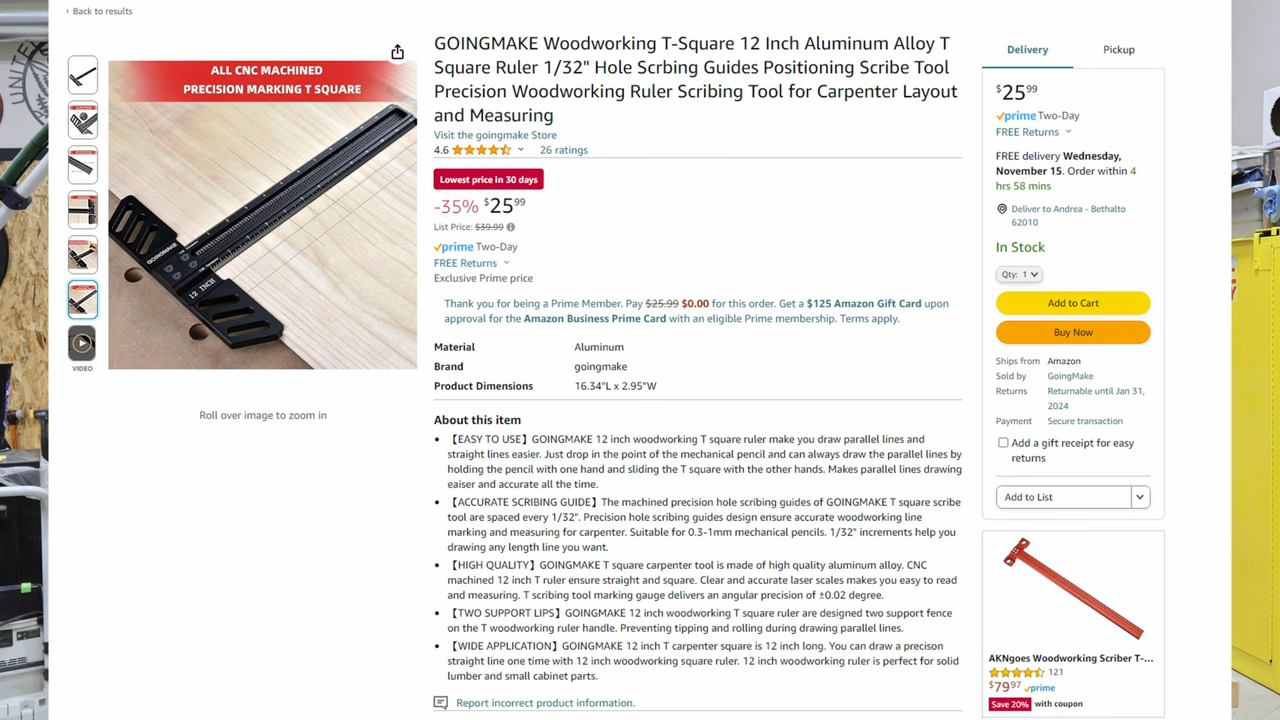 ‹ Back to results
ALL CNC MACHINED
PRECISION MARKING T SQUARE
GOINGMAKE
12 INCH
VIDEO
Roll over image to zoom in
GOINGMAKE Woodworking T-Square 12 Inch Aluminum Alloy T
Square Ruler 1/32" Hole Scrbing Guides Positioning Scribe Tool
Precision Woodworking Ruler Scribing Tool for Carpenter Layout
and Measuring
Visit the goingmake Store
4.6 26 ratings
Lowest price in 30 days
-35% $25 99
List Price: $39.99
prime Two-Day
FREE Returns
Exclusive Prime price
Thank you for being a Prime Member. Pay $25.99 $0.00 for this order. Get a $125 Amazon Gift Card upon
approval for the Amazon Business Prime Card with an eligible Prime membership. Terms apply.
Material Aluminum
Brand goingmake
Product Dimensions 16.34"L x 2.95"W
About this item
• 【EASY TO USE】GOINGMAKE 12 inch woodworking T square ruler make you draw parallel lines and
straight lines easier. Just drop in the point of the mechanical pencil and can always draw the parallel lines by
holding the pencil with one hand and sliding the T square with the other hands. Makes parallel lines drawing
eaiser and accurate all the time.
• 【ACCURATE SCRIBING GUIDE】The machined precision hole scribing guides of GOINGMAKE T square scribe
tool are spaced every 1/32". Precision hole scribing guides design ensure accurate woodworking line
marking and measuring for carpenter. Suitable for 0.3-1mm mechanical pencils. 1/32" increments help you
drawing any length line you want.
• 【HIGH QUALITY】GOINGMAKE T square carpenter tool is made of high quality aluminum alloy. CNC
machined 12 inch T ruler ensure straight and square. Clear and accurate laser scales makes you easy to read
and measuring. T scribing tool marking gauge delivers an angular precision of ±0.02 degree.
• 【TWO SUPPORT LIPS】GOINGMAKE 12 inch woodworking T square ruler are designed two support fence
on the T woodworking ruler handle. Preventing tipping and rolling during drawing parallel lines.
• 【WIDE APPLICATION】GOINGMAKE 12 inch T carpenter square is 12 inch long. You can draw a precison
straight line one time with 12 inch woodworking square ruler. 12 inch woodworking ruler is perfect for solid
lumber and small cabinet parts.
Report incorrect product information.
Delivery Pickup
$25 99
prime Two-Day
FREE Returns
FREE delivery Wednesday,
November 15. Order within 4
hrs 58 mins
Deliver to Andrea - Bethalto
62010
In Stock
Qty: 1
Add to Cart
Buy Now
Ships from Amazon
Sold by GoingMake
Returns Returnable until Jan 31,
2024
Payment Secure transaction
Add a gift receipt for easy
returns
Add to List
AKNgoes Woodworking Scriber T-...
121
$79 97 prime
Save 20% with coupon